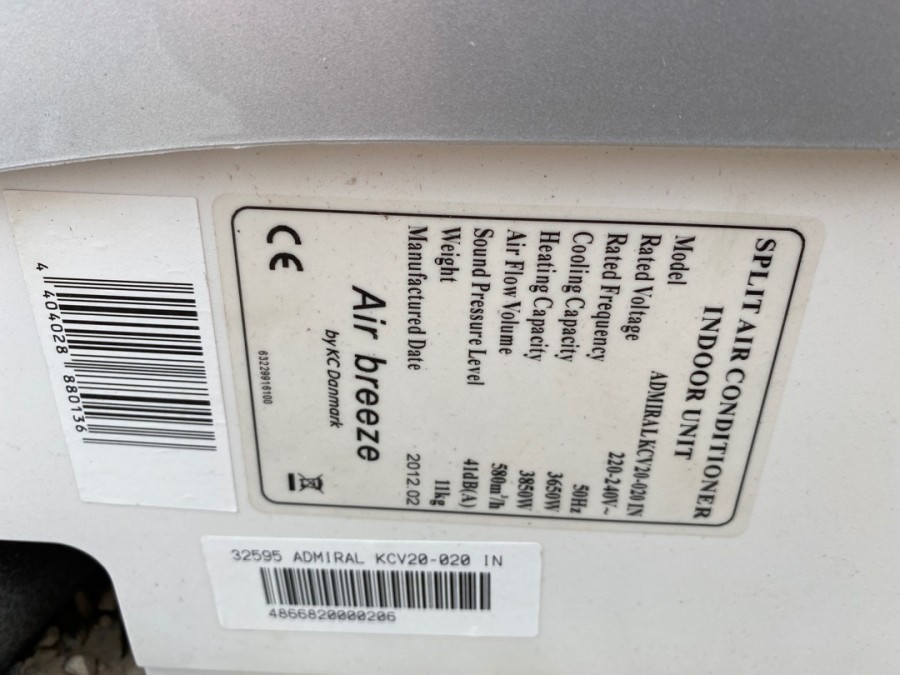 SPLIT AIR CONDITIONER
INDOOR UNIT
Model ADMIRAL KCV20-020 IN
Rated Voltage 220-240V~
Rated Frequency 50Hz
Cooling Capacity 3650W
Heating Capacity 3850W
Air Flow Volume 580m³/h
Sound Pressure Level 41dB(A)
Weight 11kg
Manufactured Date 2012.02
Air breeze
by KC Danmark
CE
63229916100
4 404028 880136
32595 ADMIRAL KCV20-020 IN
4866820000206